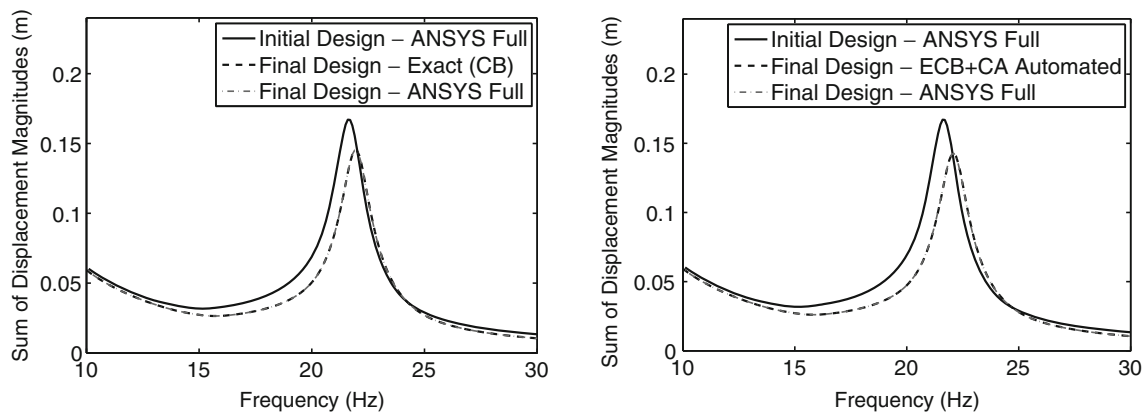 Sum of Displacement Magnitudes (m)
Initial Design – ANSYS Full
Final Design – Exact (CB)
Final Design – ANSYS Full
0.2
0.15
0.1
0.05
0
10 15 20 25 30
Frequency (Hz)
Sum of Displacement Magnitudes (m)
Initial Design – ANSYS Full
Final Design – ECB+CA Automated
Final Design – ANSYS Full
0.2
0.15
0.1
0.05
0
10 15 20 25 30
Frequency (Hz)